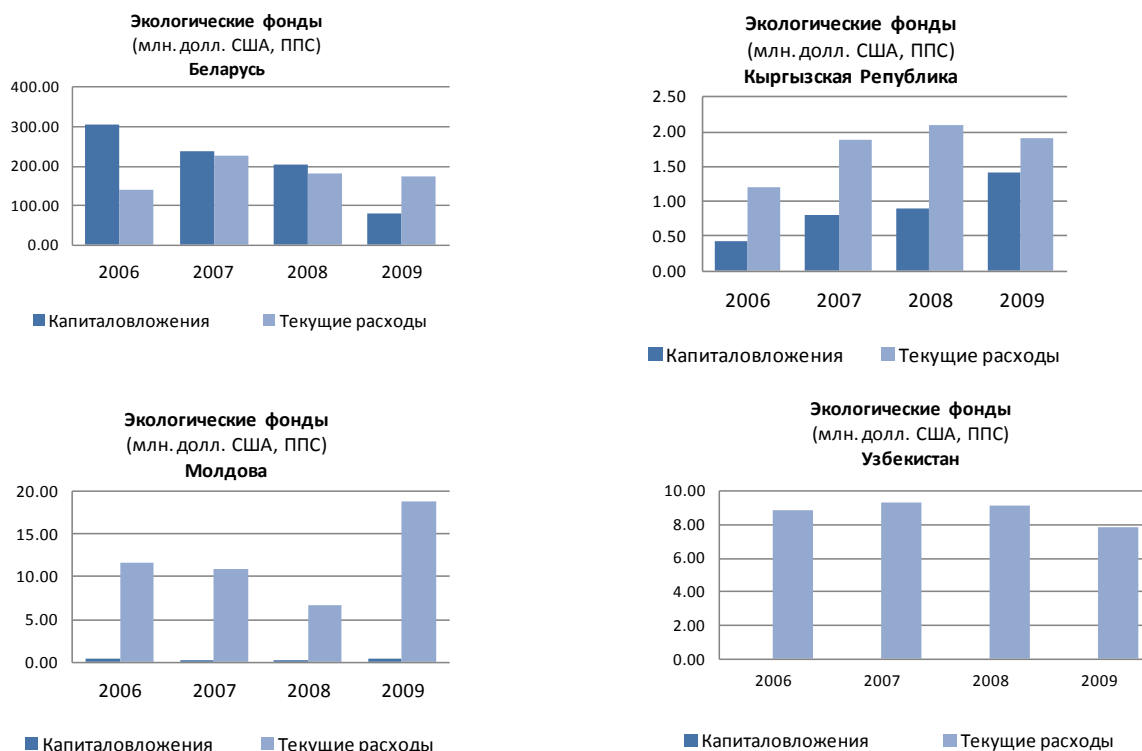 Экологические фонды
(млн. долл. США, ППС)
Беларусь
400.00
300.00
200.00
100.00
0.00
2006 2007 2008 2009
Капиталовложения Текущие расходы
Экологические фонды
(млн. долл. США, ППС)
Кыргызская Репулика
2.50
2.00
1.50
1.00
0.50
0.00
2006 2007 2008 2009
Капиталовложения Текущие расходы
Экологические фонды
(млн. долл. США, ППС)
Молдова
20.00
15.00
10.00
5.00
0.00
2006 2007 2008 2009
Капиталовложения Текущие расходы
Экологические фонды
(млн. долл. США, ППС)
Узбекистан
10.00
8.00
6.00
4.00
2.00
0.00
2006 2007 2008 2009
Капиталовложения Текущие расходы